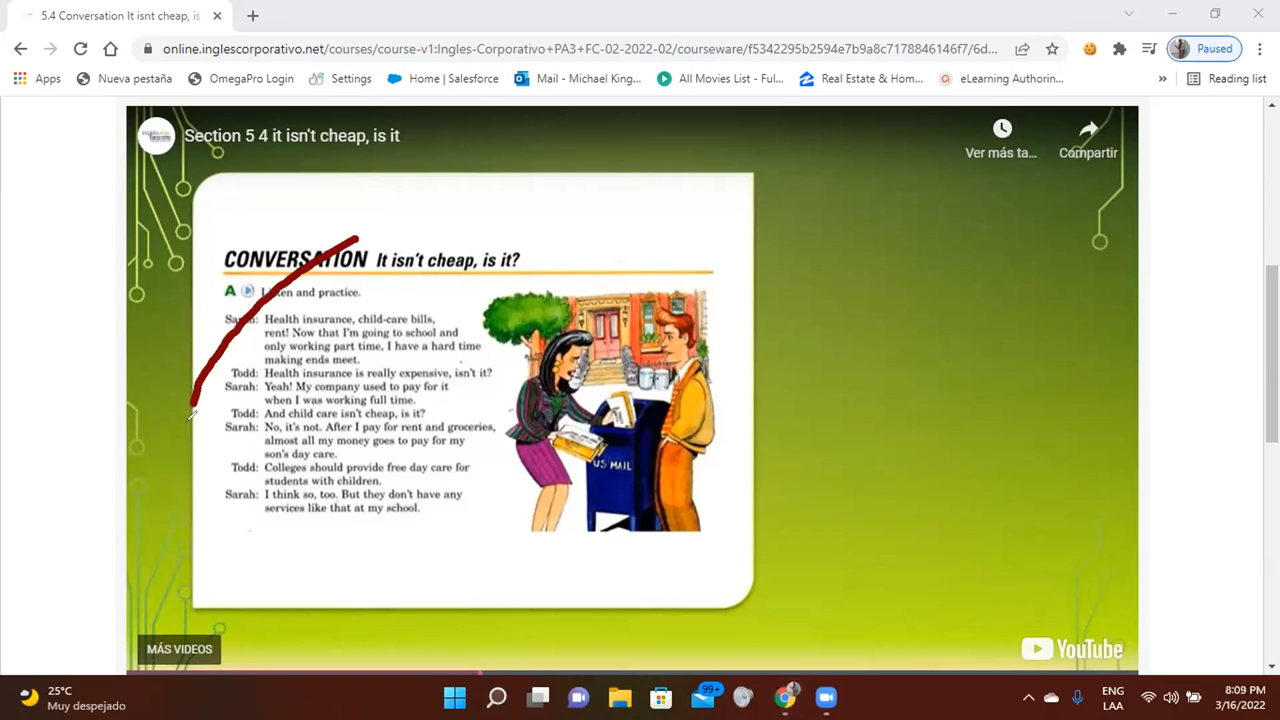 5.4 Conversation It isnt cheap, is
online.inglescorporativo.net/courses/course-v1:Ingles-Corporativo+PA3+FC-02-2022-02/courseware/f5342295b2594e7b9a8c7178846146f7/6d...
Paused
Apps
Nueva pestaña
OmegaPro Login
Settings
Home | Salesforce
Mail - Michael King...
All Movies List - Ful...
Real Estate & Hom...
eLearning Authorin...
»
Reading list
Section 5 4 it isn't cheap, is it
Ver más ta...
Compartir
CONVERSATION It isn't cheap, is it?
A Listen and practice.
Sarah: Health insurance, child-care bills,
rent! Now that I'm going to school and
only working part time, I have a hard time
making ends meet.
Todd: Health insurance is really expensive, isn't it?
Sarah: Yeah! My company used to pay for it
when I was working full time.
Todd: And child care isn't cheap, is it?
Sarah: No, it's not. After I pay for rent and groceries,
almost all my money goes to pay for my
son's day care.
Todd: Colleges should provide free day care for
students with children.
Sarah: I think so, too. But they don't have any
services like that at my school.
US MAIL
MÁS VIDEOS
YouTube
25°C
Muy despejado
99+
ENG
LAA
8:09 PM
3/16/2022